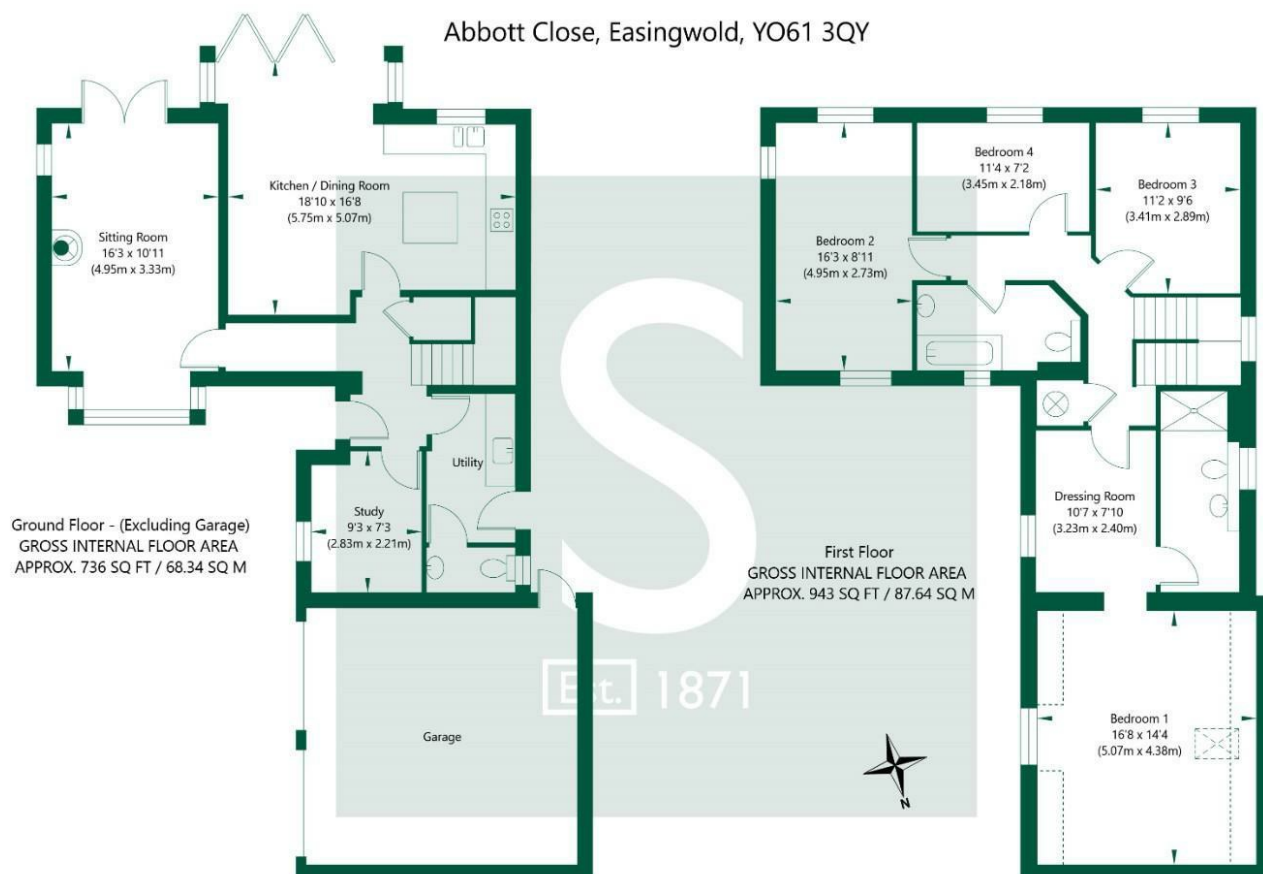 Abbott Close, Easingwold, YO61 3QY
Kitchen / Dining Room
18'10 x 16'8
(5.75m x 5.07m)
Sitting Room
16'3 x 10'11
(4.95m x 3.33m)
Utility
Study
9'3 x 7'3
(2.83m x 2.21m)
Ground Floor - (Excluding Garage)
GROSS INTERNAL FLOOR AREA
APPROX. 736 SQ FT / 68.34 SQ M
Garage
Bedroom 4
11'4 x 7'2
(3.45m x 2.18m)
Bedroom 3
11'2 x 9'6
(3.41m x 2.89m)
Bedroom 2
16'3 x 8'11
(4.95m x 2.73m)
Dressing Room
10'7 x 7'10
(3.23m x 2.40m)
First Floor
GROSS INTERNAL FLOOR AREA
APPROX. 943 SQ FT / 87.64 SQ M
Bedroom 1
16'8 x 14'4
(5.07m x 4.38m)
S
Est. 1871
N